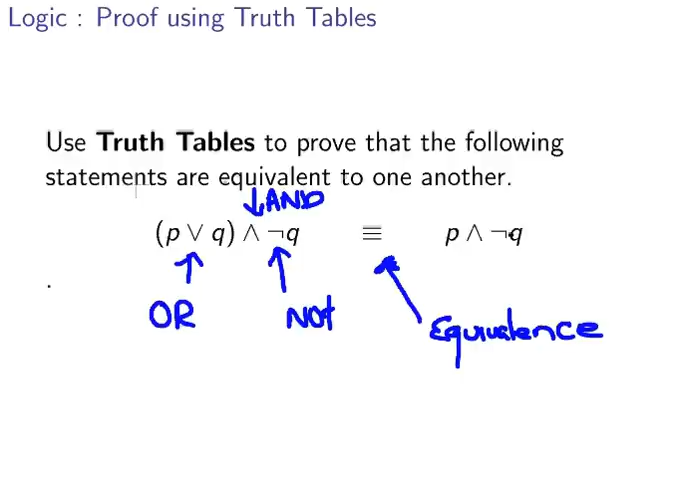 Logic : Proof using Truth Tables
Use Truth Tables to prove that the following
statements are equivalent to one another.
↓AND
(p ∨ q) ∧ ¬q ≡ p ∧ ¬q
.
OR Not Equivalence